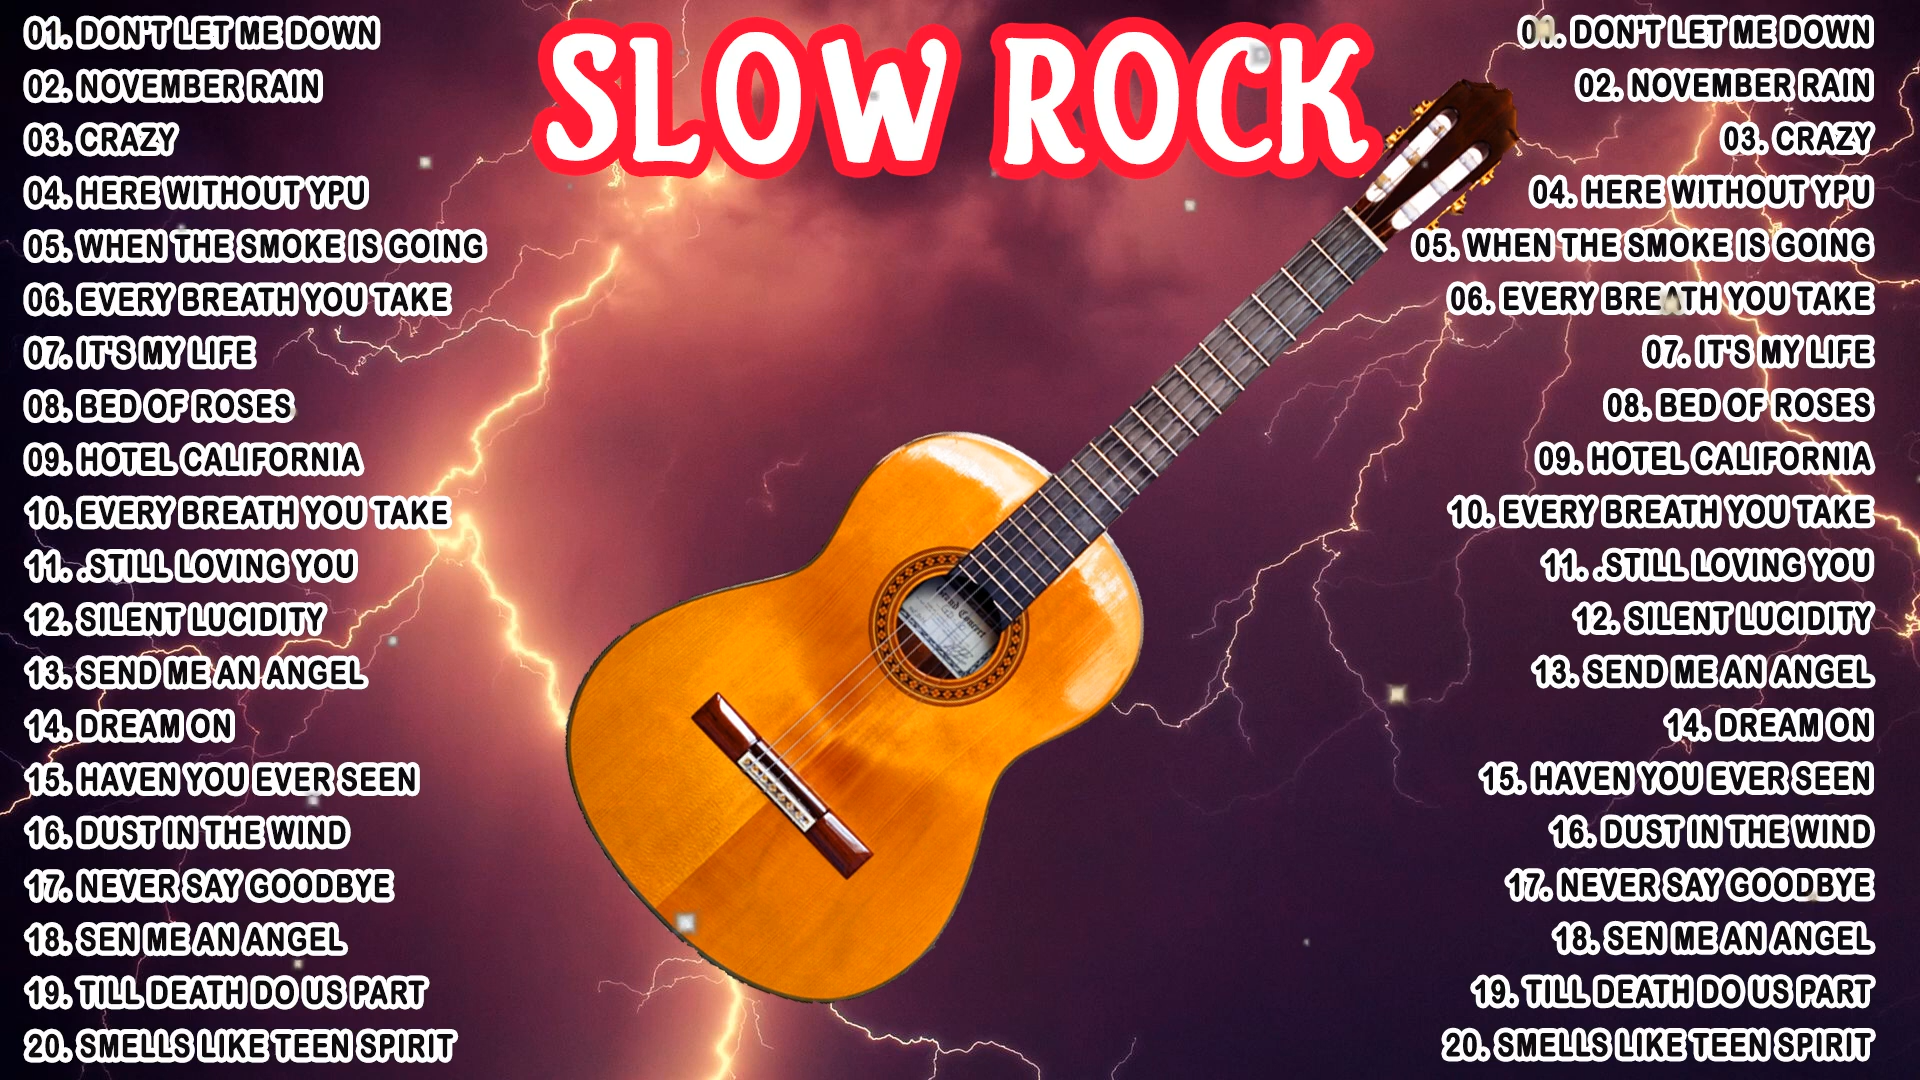 SLOW ROCK
01. DON'T LET ME DOWN
02. NOVEMBER RAIN
03. CRAZY
04. HERE WITHOUT YPU
05. WHEN THE SMOKE IS GOING
06. EVERY BREATH YOU TAKE
07. IT'S MY LIFE
08. BED OF ROSES
09. HOTEL CALIFORNIA
10. EVERY BREATH YOU TAKE
11. .STILL LOVING YOU
12. SILENT LUCIDITY
13. SEND ME AN ANGEL
14. DREAM ON
15. HAVEN YOU EVER SEEN
16. DUST IN THE WIND
17. NEVER SAY GOODBYE
18. SEN ME AN ANGEL
19. TILL DEATH DO US PART
20. SMELLS LIKE TEEN SPIRIT
01. DON'T LET ME DOWN
02. NOVEMBER RAIN
03. CRAZY
04. HERE WITHOUT YPU
05. WHEN THE SMOKE IS GOING
06. EVERY BREATH YOU TAKE
07. IT'S MY LIFE
08. BED OF ROSES
09. HOTEL CALIFORNIA
10. EVERY BREATH YOU TAKE
11. .STILL LOVING YOU
12. SILENT LUCIDITY
13. SEND ME AN ANGEL
14. DREAM ON
15. HAVEN YOU EVER SEEN
16. DUST IN THE WIND
17. NEVER SAY GOODBYE
18. SEN ME AN ANGEL
19. TILL DEATH DO US PART
20. SMELLS LIKE TEEN SPIRIT
Concert